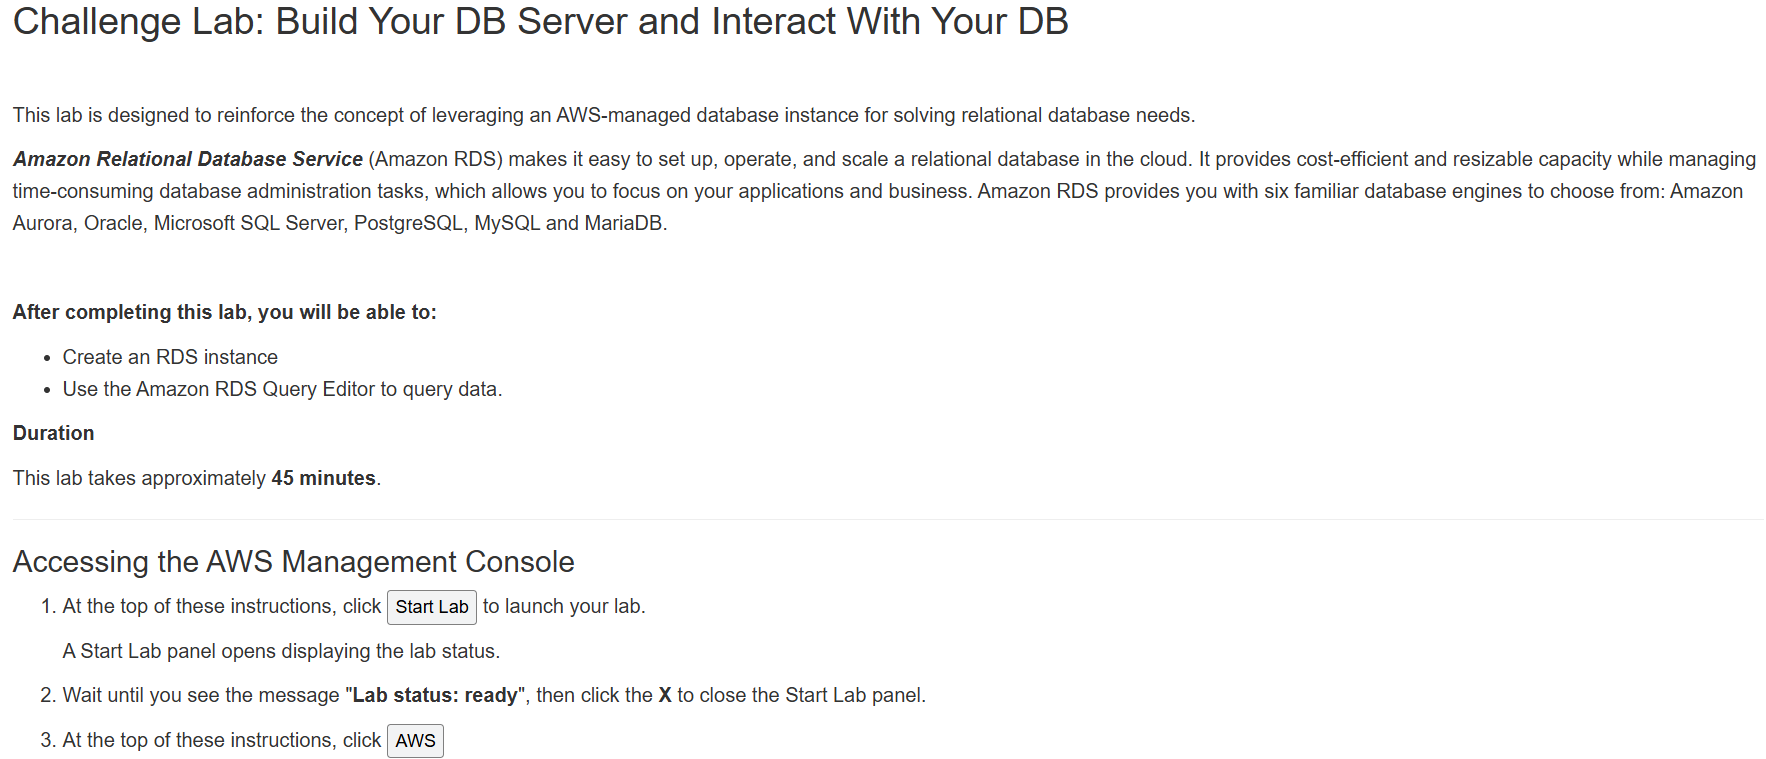 Challenge Lab: Build Your DB Server and Interact With Your DB
This lab is designed to reinforce the concept of leveraging an AWS-managed database instance for solving relational database needs.
Amazon Relational Database Service (Amazon RDS) makes it easy to set up, operate, and scale a relational database in the cloud. It provides cost-efficient and resizable capacity while managing
time-consuming database administration tasks, which allows you to focus on your applications and business. Amazon RDS provides you with six familiar database engines to choose from: Amazon
Aurora, Oracle, Microsoft SQL Server, PostgreSQL, MySQL and MariaDB.
After completing this lab, you will be able to:
• Create an RDS instance
• Use the Amazon RDS Query Editor to query data.
Duration
This lab takes approximately 45 minutes.
Accessing the AWS Management Console
1. At the top of these instructions, click Start Lab to launch your lab.
A Start Lab panel opens displaying the lab status.
2. Wait until you see the message "Lab status: ready", then click the X to close the Start Lab panel.
3. At the top of these instructions, click AWS